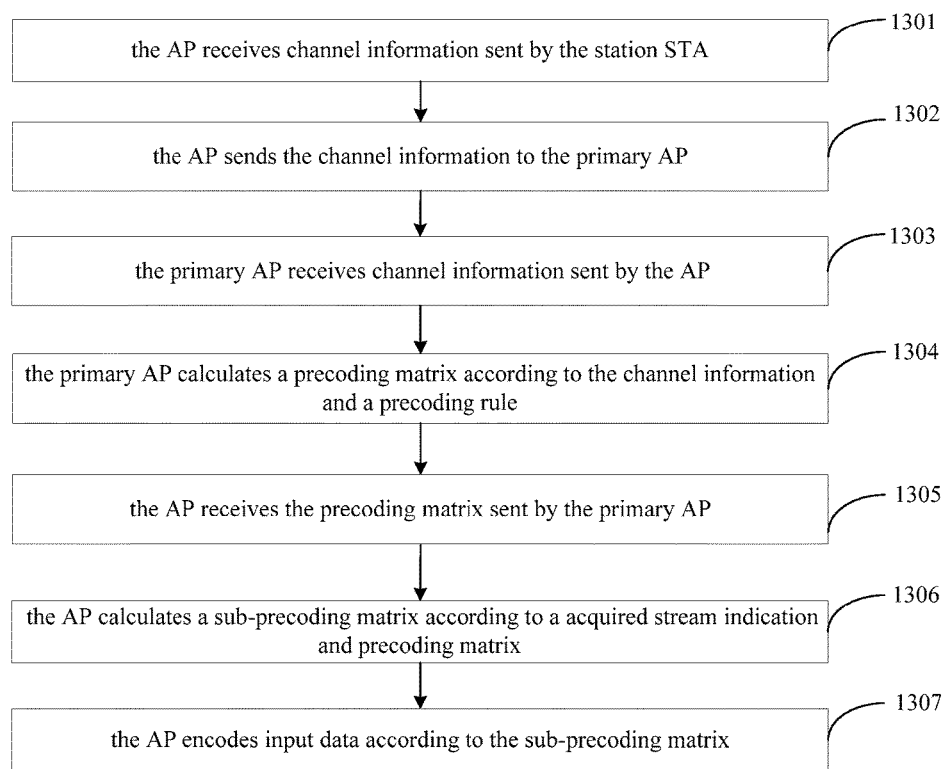 1301
the AP receives channel information sent by the station STA
1302
the AP sends the channel information to the primary AP
1303
the primary AP receives channel information sent by the AP
1304
the primary AP calculates a precoding matrix according to the channel information
and a precoding rule
1305
the AP receives the precoding matrix sent by the primary AP
1306
the AP calculates a sub-precoding matrix according to a acquired stream indication
and precoding matrix
1307
the AP encodes input data according to the sub-precoding matrix